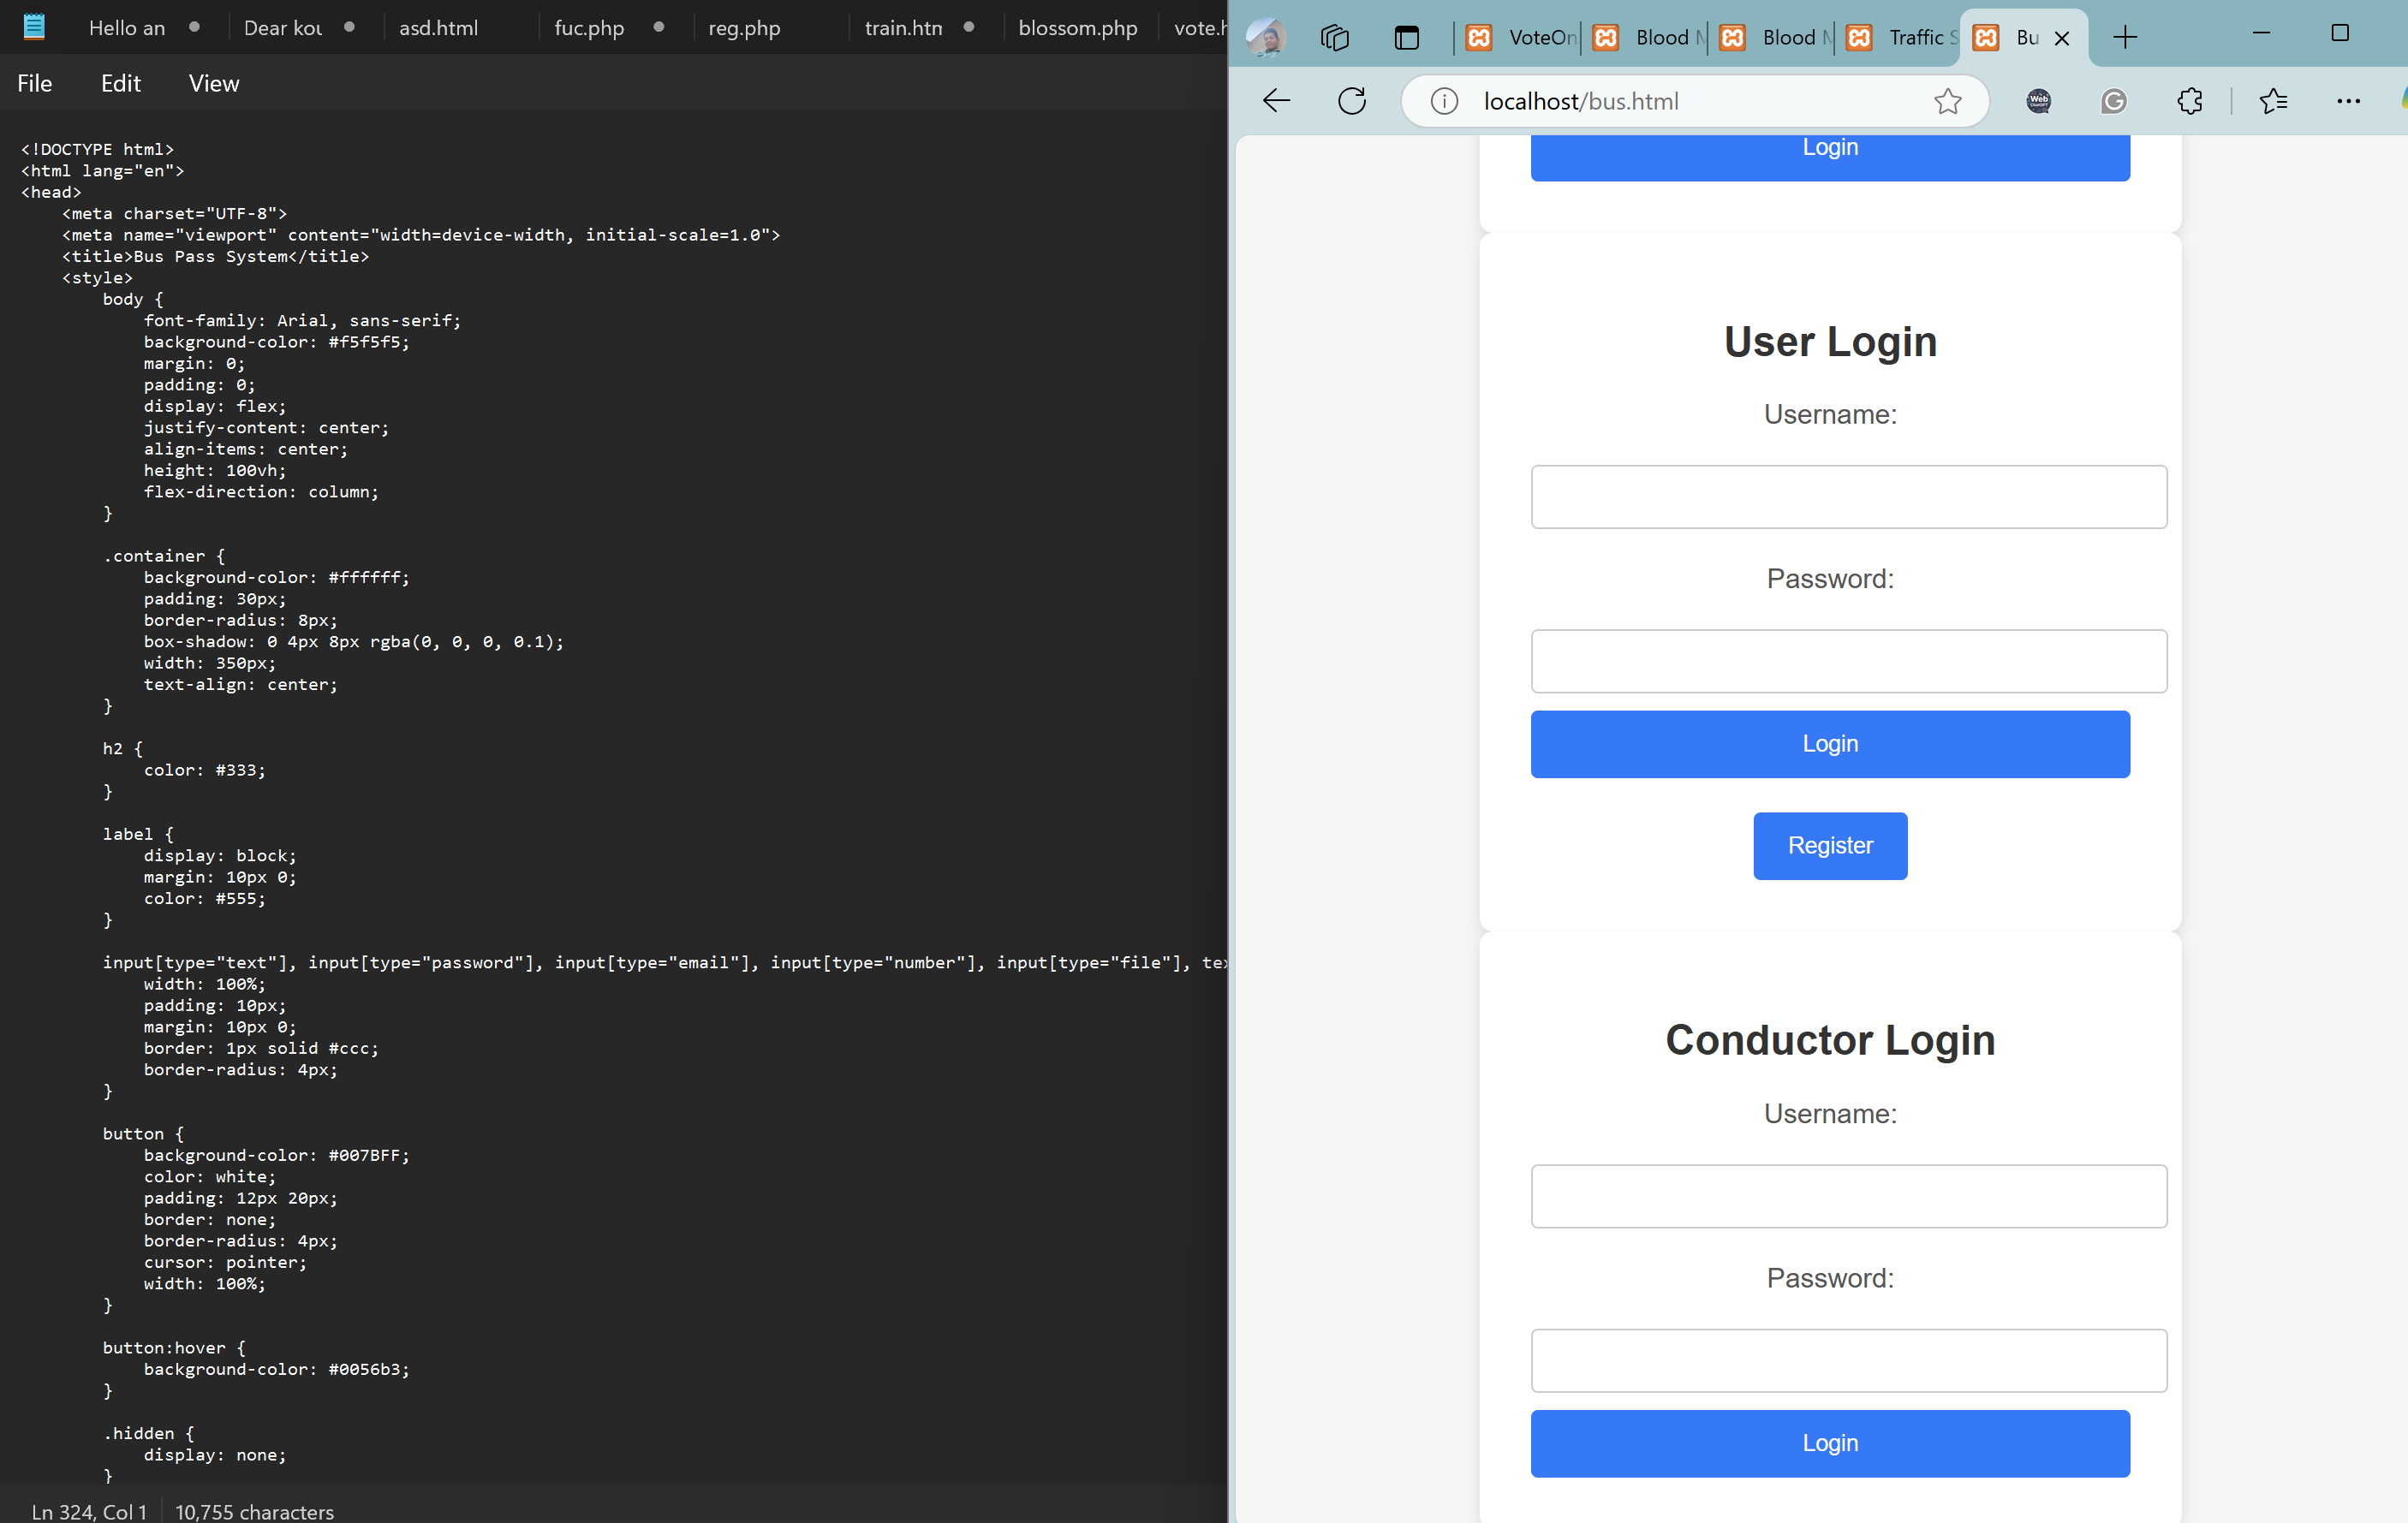 Hello an
Dear kou
asd.html
fuc.php
reg.php
train.htn
blossom.php
vote.h
File
Edit
View
<!DOCTYPE html>
<html lang="en">
<head>
    <meta charset="UTF-8">
    <meta name="viewport" content="width=device-width, initial-scale=1.0">
    <title>Bus Pass System</title>
    <style>
        body {
            font-family: Arial, sans-serif;
            background-color: #f5f5f5;
            margin: 0;
            padding: 0;
            display: flex;
            justify-content: center;
            align-items: center;
            height: 100vh;
            flex-direction: column;
        }
        .container {
            background-color: #ffffff;
            padding: 30px;
            border-radius: 8px;
            box-shadow: 0 4px 8px rgba(0, 0, 0, 0.1);
            width: 350px;
            text-align: center;
        }
        h2 {
            color: #333;
        }
        label {
            display: block;
            margin: 10px 0;
            color: #555;
        }
        input[type="text"], input[type="password"], input[type="email"], input[type="number"], input[type="file"], tex
            width: 100%;
            padding: 10px;
            margin: 10px 0;
            border: 1px solid #ccc;
            border-radius: 4px;
        }
        button {
            background-color: #007BFF;
            color: white;
            padding: 12px 20px;
            border: none;
            border-radius: 4px;
            cursor: pointer;
            width: 100%;
        }
        button:hover {
            background-color: #0056b3;
        }
        .hidden {
            display: none;
        }
Ln 324, Col 1
10,755 characters
VoteOn
Blood M
Blood M
Traffic S
Bu
localhost/bus.html
Web
ChatGPT
G
Login
User Login
Username:
Password:
Login
Register
Conductor Login
Username:
Password:
Login